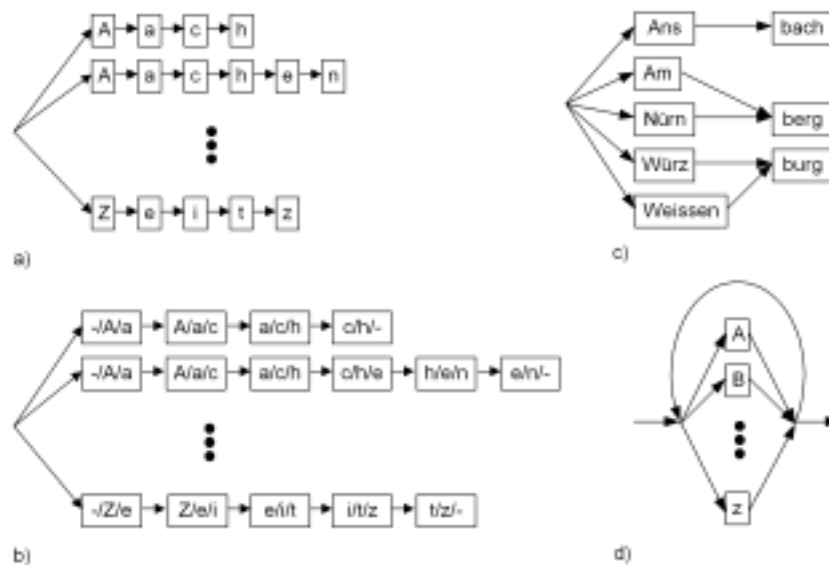 A a c h
A a c h e n
Z e i t z
a)
-/A/a A/a/c a/c/h c/h/-
-/A/a A/a/c a/c/h c/h/e h/e/n e/n/-
-/Z/e Z/e/i e/i/t i/t/z t/z/-
b)
Ans bach
Am
Nürn berg
Würz burg
Weissen
c)
A
B
z
d)